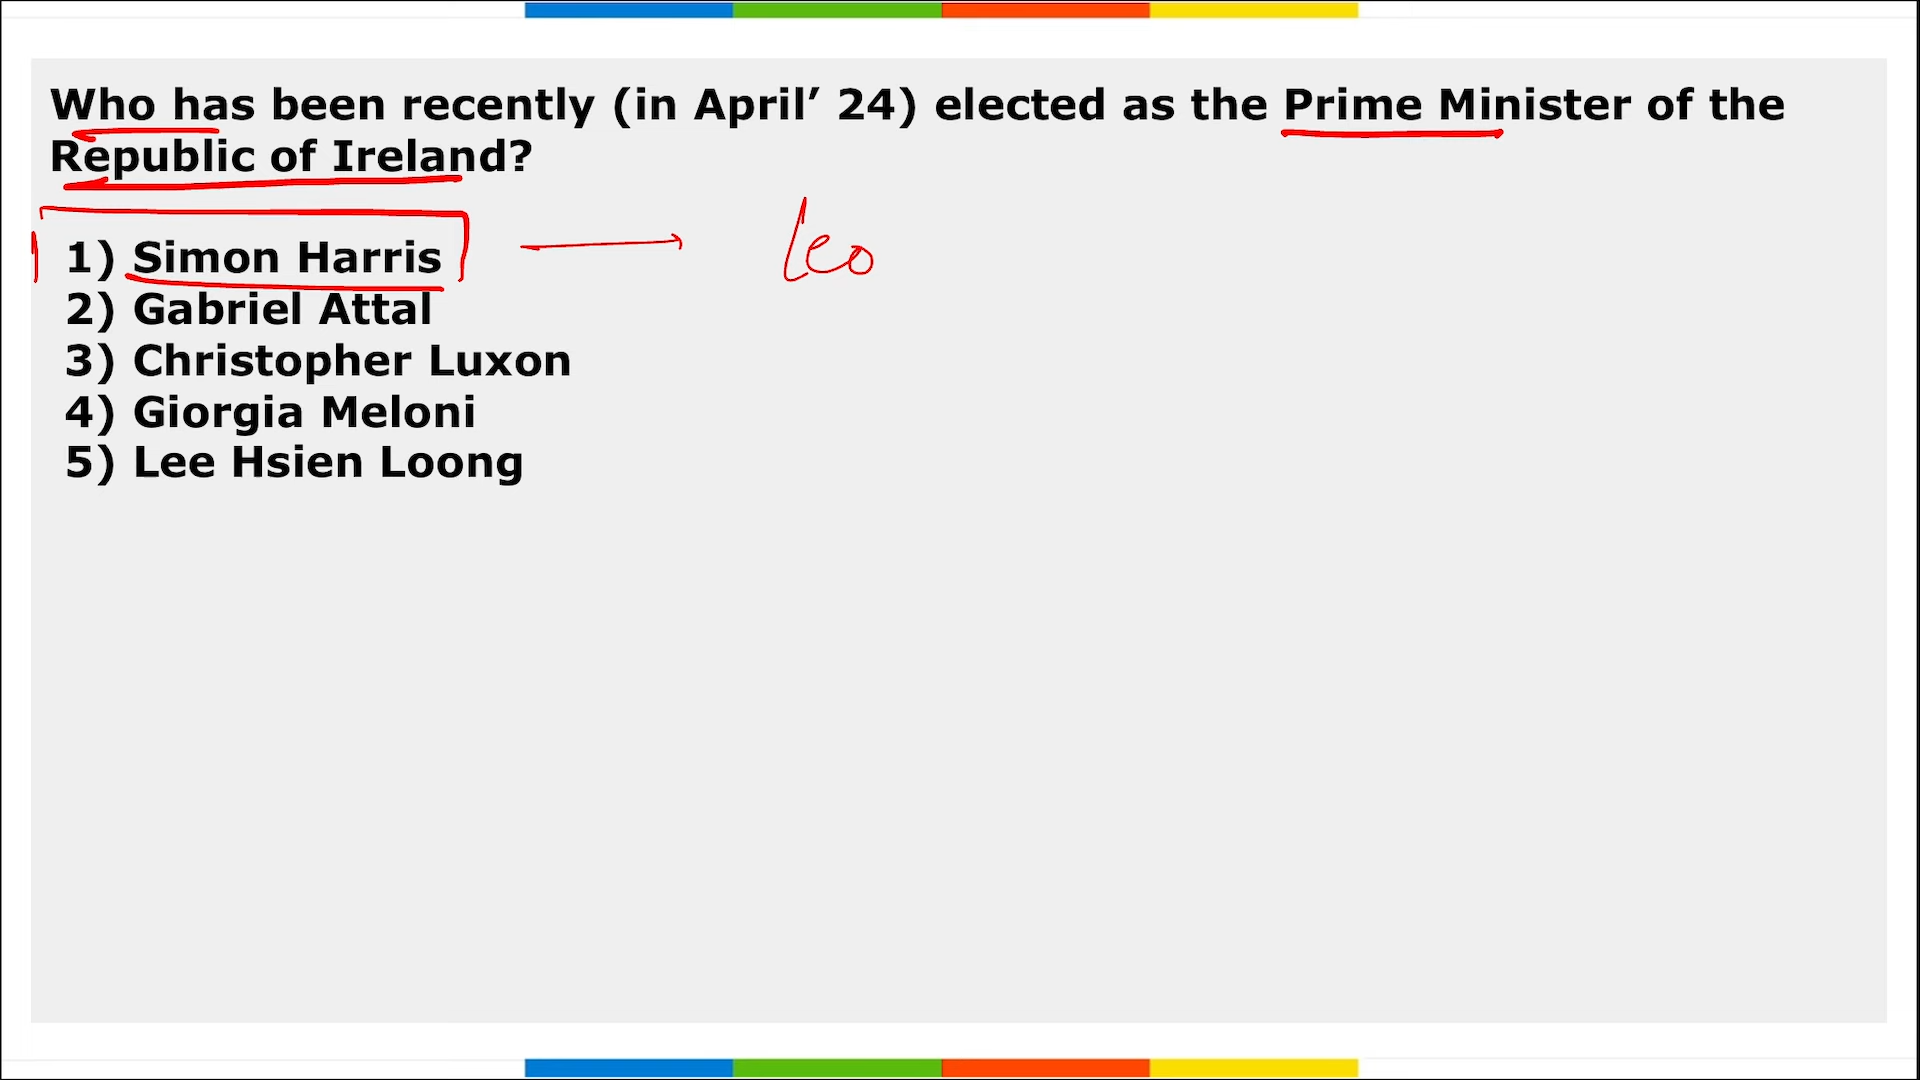 Who has been recently (in April’ 24) elected as the Prime Minister of the
Republic of Ireland?
1) Simon Harris
Leo
2) Gabriel Attal
3) Christopher Luxon
4) Giorgia Meloni
5) Lee Hsien Loong